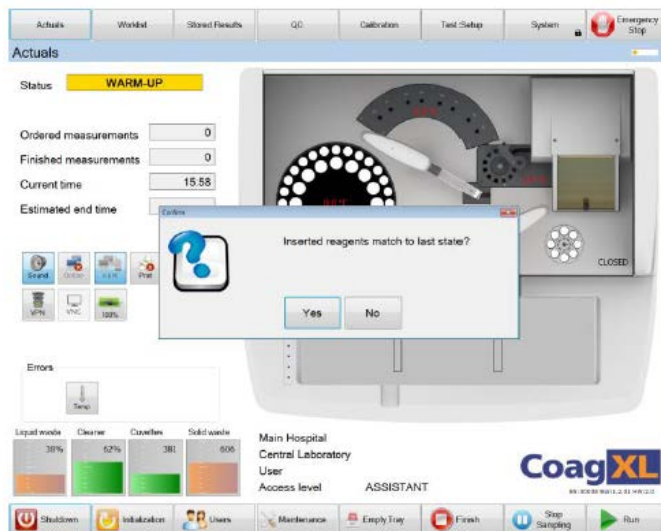 Actuals
Worklist
Stored Results
QC
Calibration
Test Setup
System
Emergency Stop
Actuals
Status WARM-UP
Ordered measurements 0
Finished measurements 0
Current time 15:58
Estimated end time
Confirm
Inserted reagents match to last state?
Yes No
CLOSED
Sound
Print
VPN VNC 100%
Errors
Temp
Liquid waste Cleaner Cuvettes Solid waste
38% 62% 381 606
Main Hospital
Central Laboratory
User
Access level ASSISTANT
CoagXL
Shutdown
Initialization
Users
Maintenance
Empty Tray
Finish
Stop Sampling
Run